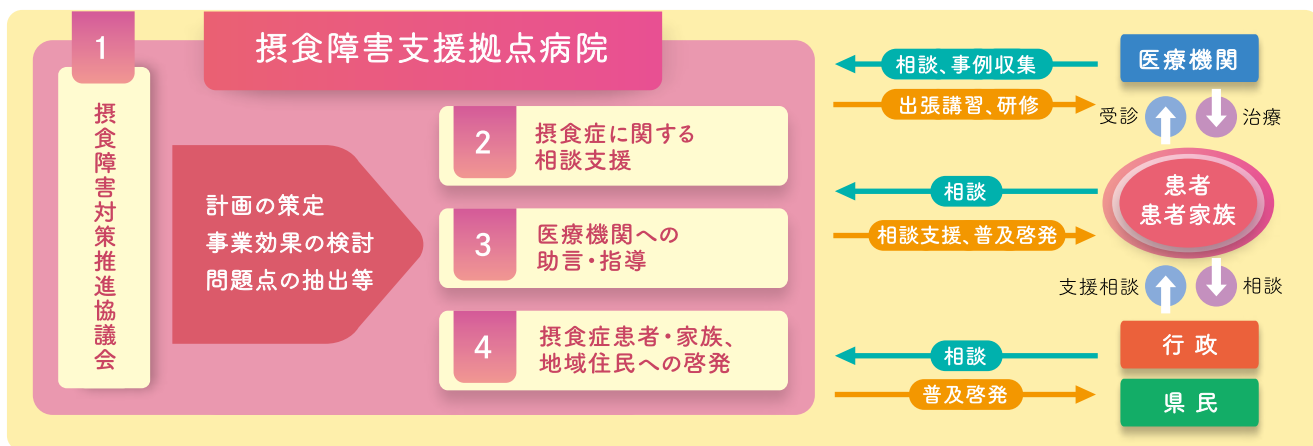 摂食障害支援拠点病院
1
摂食障害対策推進協議会
計画の策定
事業効果の検討
問題点の抽出等
2
摂食症に関する
相談支援
3
医療機関への
助言・指導
4
摂食症患者・家族、
地域住民への啓発
相談、事例収集
出張講習、研修
相談
相談支援、普及啓発
相談
普及啓発
医療機関
受診
治療
患者
患者家族
支援相談
相談
行政
県民